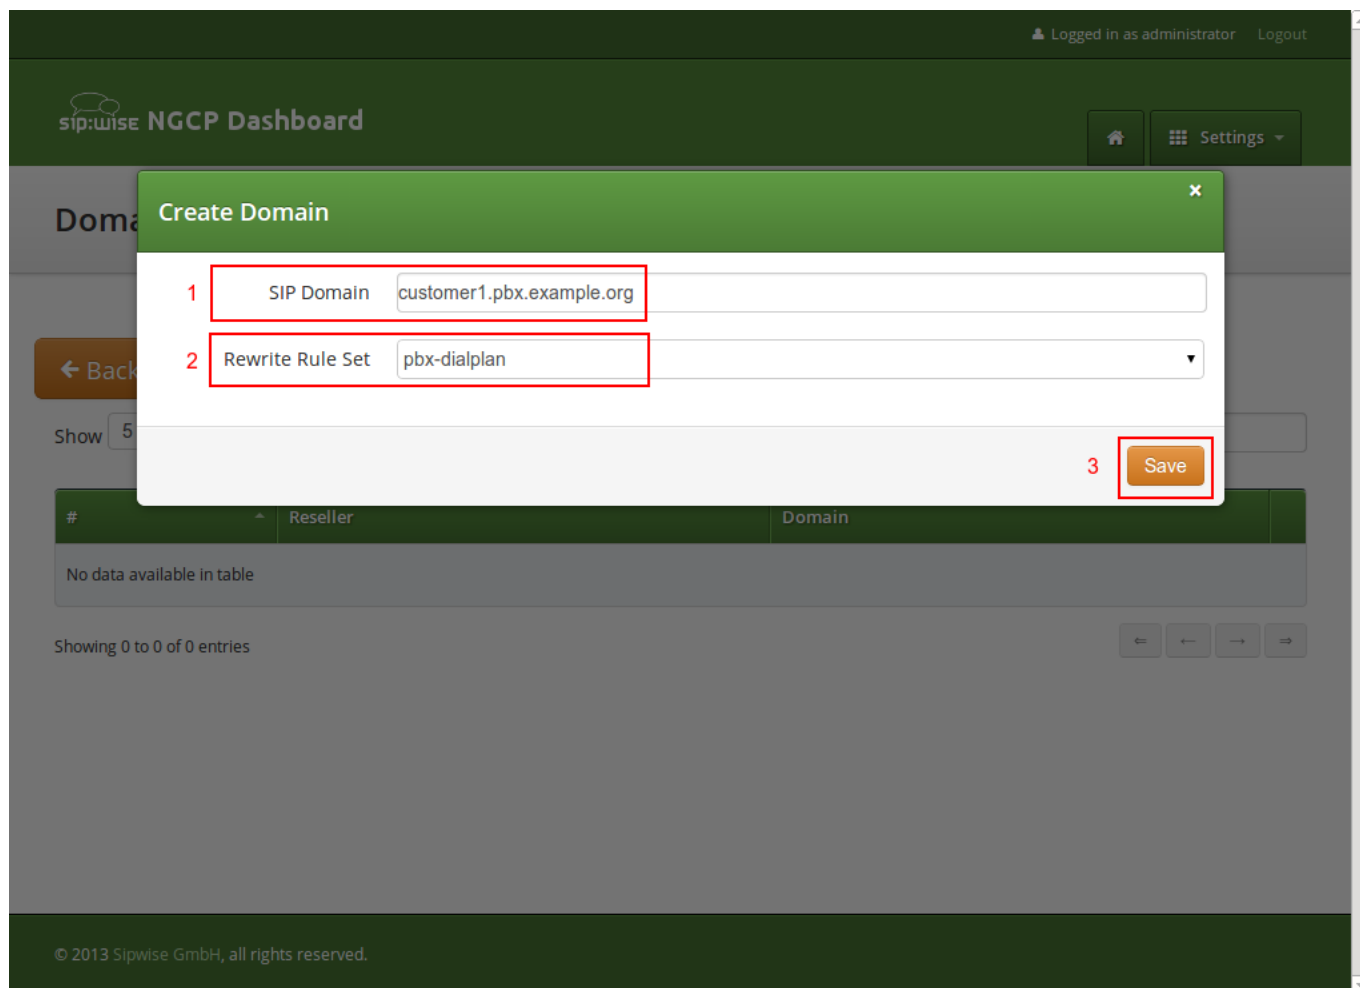 Logged in as administrator Logout
sip:wise NGCP Dashboard
Settings
Doma
Create Domain
×
1 SIP Domain customer1.pbx.example.org
2 Rewrite Rule Set pbx-dialplan
← Back
Show 5
3 Save
# Reseller Domain
No data available in table
Showing 0 to 0 of 0 entries
⇐ ← → ⇒
© 2013 Sipwise GmbH, all rights reserved.